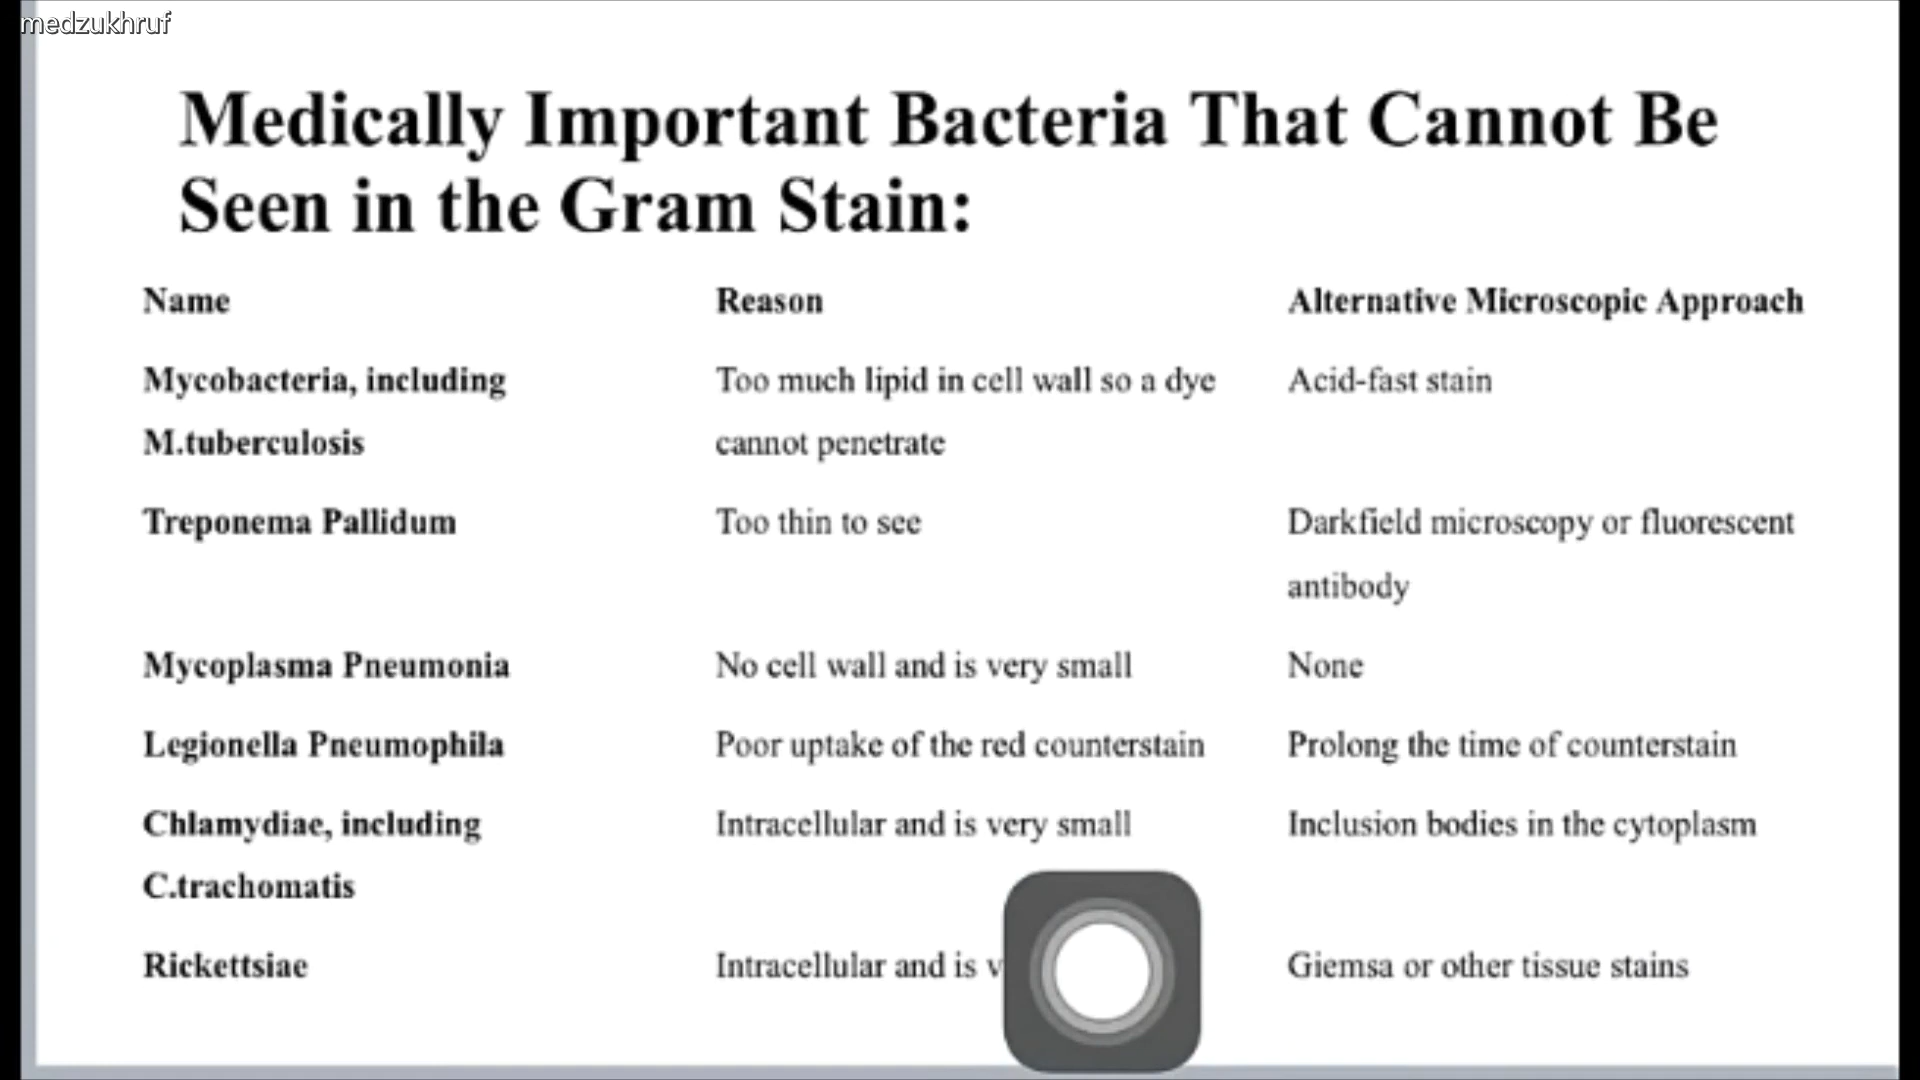 medzukhruf
Medically Important Bacteria That Cannot Be
Seen in the Gram Stain:
Name Reason Alternative Microscopic Approach
Mycobacteria, including Too much lipid in cell wall so a dye Acid-fast stain
M.tuberculosis cannot penetrate
Treponema Pallidum Too thin to see Darkfield microscopy or fluorescent
antibody
Mycoplasma Pneumonia No cell wall and is very small None
Legionella Pneumophila Poor uptake of the red counterstain Prolong the time of counterstain
Chlamydiae, including Intracellular and is very small Inclusion bodies in the cytoplasm
C.trachomatis
Rickettsiae Intracellular and is Giemsa or other tissue stains